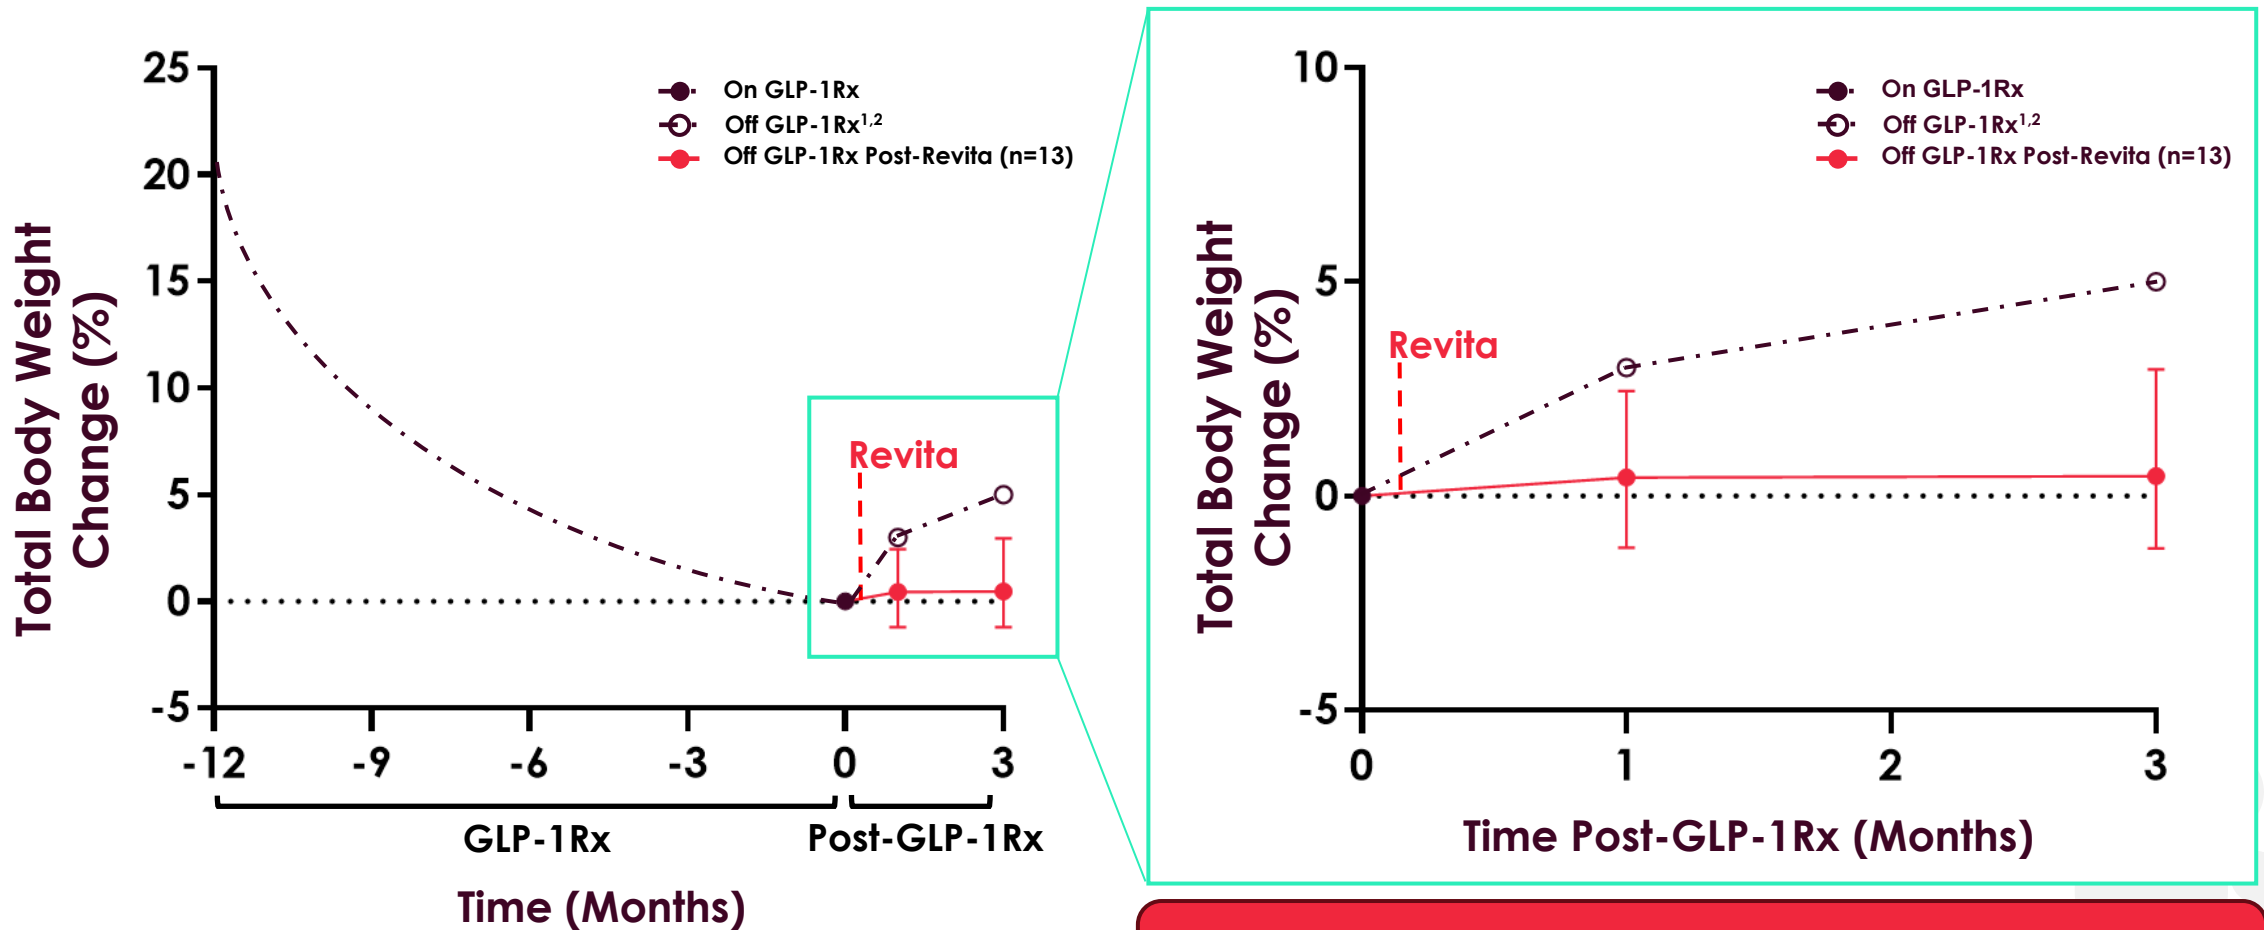 25
20
15
10
5
0
-5
Total Body Weight
Change (%)
On GLP-1Rx
Off GLP-1Rx1,2
Off GLP-1Rx Post-Revita (n=13)
Revita
-12 -9 -6 -3 0 3
GLP-1Rx Post-GLP-1Rx
Time (Months)
10
5
0
-5
Total Body Weight
Change (%)
On GLP-1Rx
Off GLP-1Rx1,2
Off GLP-1Rx Post-Revita (n=13)
Revita
0 1 2 3
Time Post-GLP-1Rx (Months)